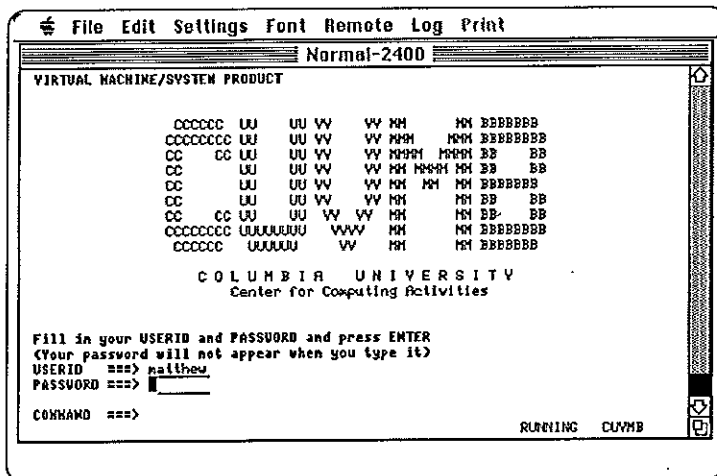 File Edit Settings Font Remote Log Print
Normal-2400
VIRTUAL MACHINE/SYSTEM PRODUCT
CCCCCC UU UU VV VV MM MM BBBBBBB
CCCCCCCC UU UU VV VV MMM MMM BBBBBBBB
CC CC UU UU VV VV MMMM MMMM BB BB
CC UU UU VV VV MM MMMM MM BB BB
CC UU UU VV VV MM MM MM BBBBBBB
CC UU UU VV VV MM MM BBBBBBB
CC CC UU UU VV VV MM MM BB BB
CCCCCCCC UUUUUUUU VVVV MM MM BBBBBBBB
CCCCCC UUUUUU VV MM MM BBBBBBB
COLUMBIA UNIVERSITY
Center for Computing Activities
Fill in your USERID and PASSWORD and press ENTER
(Your password will not appear when you type it)
USERID ===> matthew
PASSWORD ===>
COMMAND ===>
RUNNING CUVMB